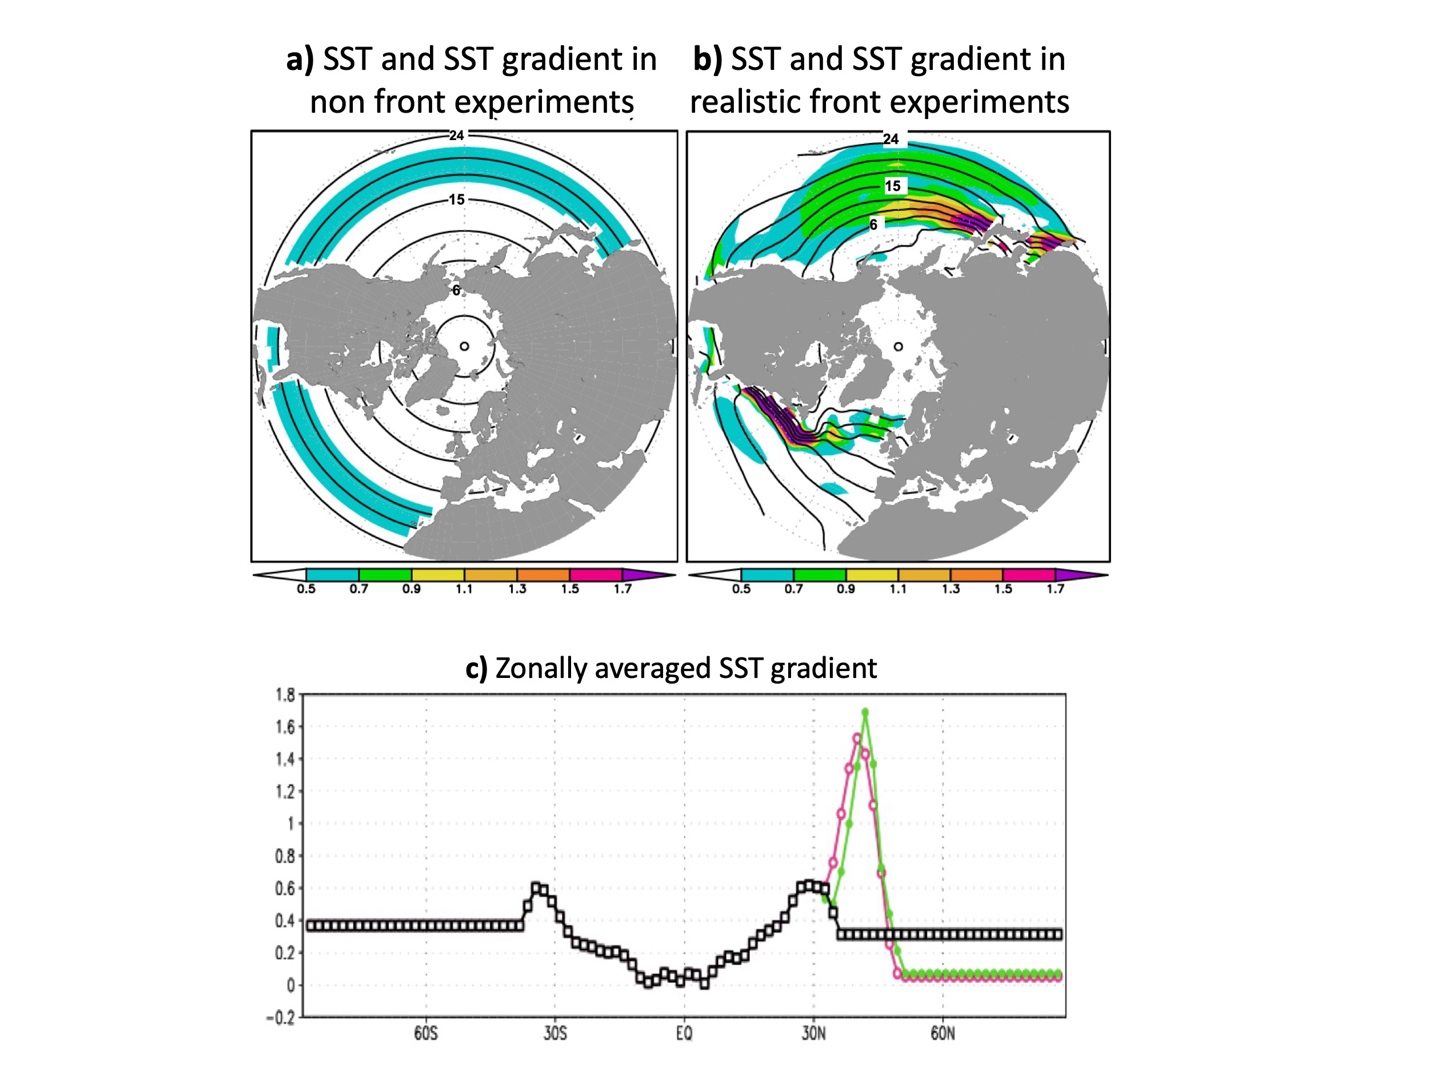 a) SST and SST gradient in
non front experiments
b) SST and SST gradient in
realistic front experiments
24
15
6
24
15
6
0.5 0.7 0.9 1.1 1.3 1.5 1.7
0.5 0.7 0.9 1.1 1.3 1.5 1.7
c) Zonally averaged SST gradient
1.8
1.6
1.4
1.2
1
0.8
0.6
0.4
0.2
0
-0.2
60S 30S EQ 30N 60N